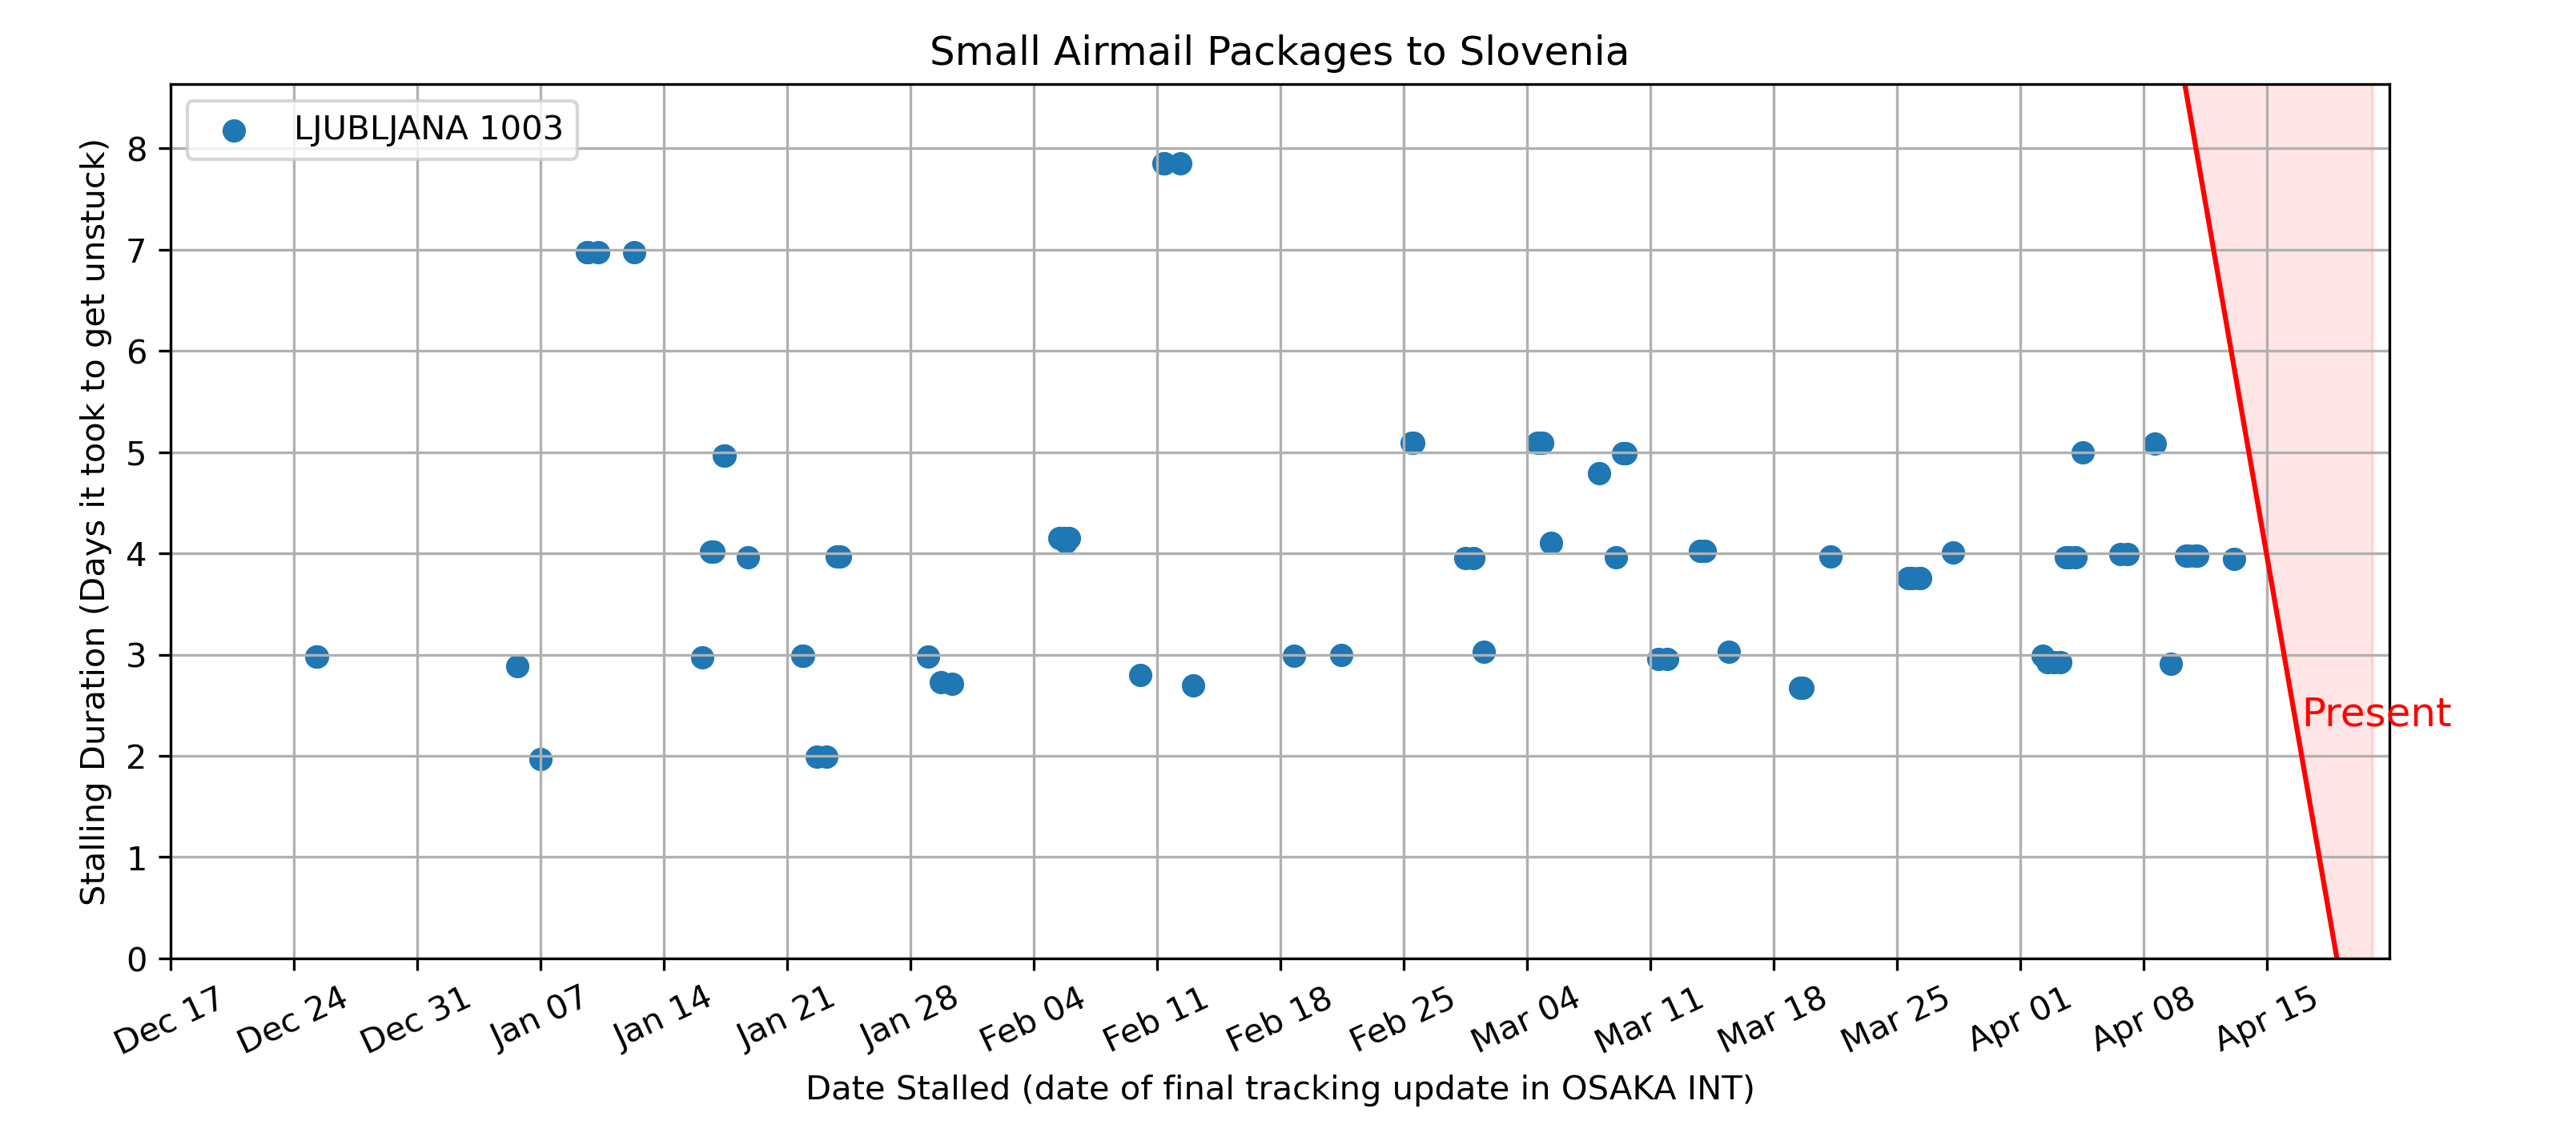 Small Airmail Packages to Slovenia
LJUBLJANA 1003
Stalling Duration (Days it took to get unstuck)
8
7
6
5
4
3
2
1
0
Present
Dec 17
Dec 24
Dec 31
Jan 07
Jan 14
Jan 21
Jan 28
Feb 04
Feb 11
Feb 18
Feb 25
Mar 04
Mar 11
Mar 18
Mar 25
Apr 01
Apr 08
Apr 15
Date Stalled (date of final tracking update in OSAKA INT)